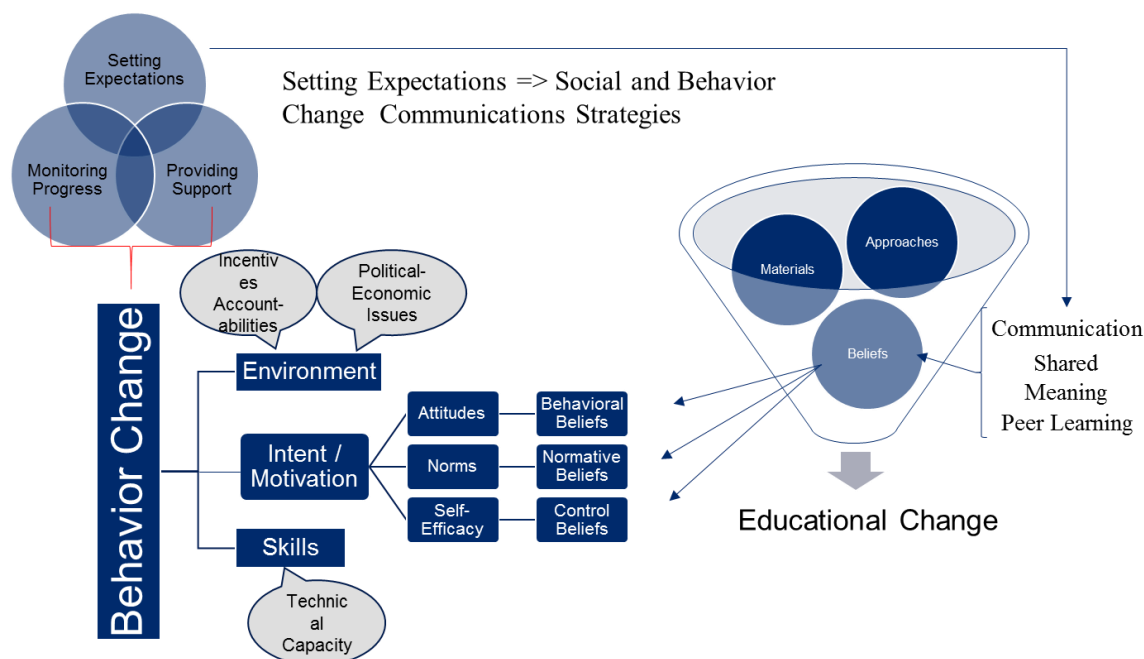 Setting
Expectations
Monitoring
Progress
Providing
Support
Setting Expectations => Social and Behavior
Change Communications Strategies
Incentiv
es
Account-
abilities
Political-
Economic
Issues
Behavior Change
Environment
Intent /
Motivation
Skills
Technic
al
Capacity
Attitudes
Behavioral
Beliefs
Norms
Normative
Beliefs
Self-
Efficacy
Control
Beliefs
Materials
Approaches
Beliefs
Communication
Shared
Meaning
Peer Learning
Educational Change